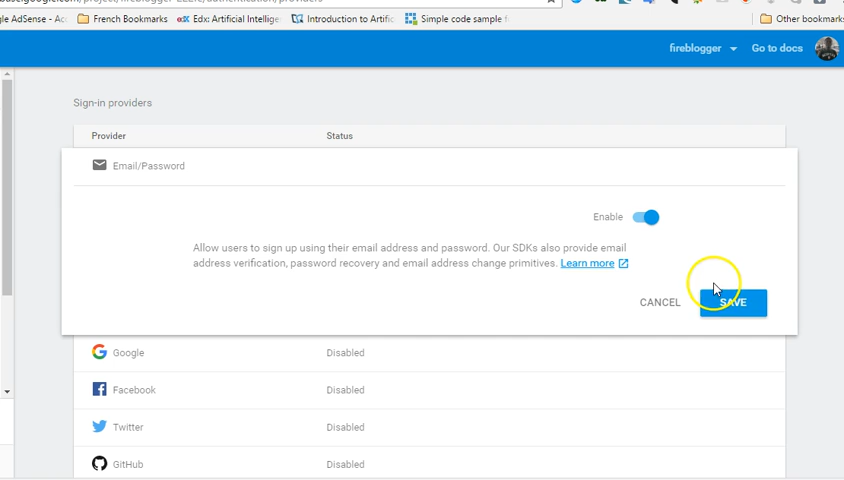 French Bookmarks Edx: Artificial Introduction to Simple code sample Other bookmarks
fireblogger Go to docs
Sign-in providers
Provider Status
Email/Password
Enable
Allow users to sign up using their email address and password. Our SDKs also provide email
address verification, password recovery and email address change primitives. Learn more
CANCEL SAVE
Google Disabled
Facebook Disabled
Twitter Disabled
GitHub Disabled